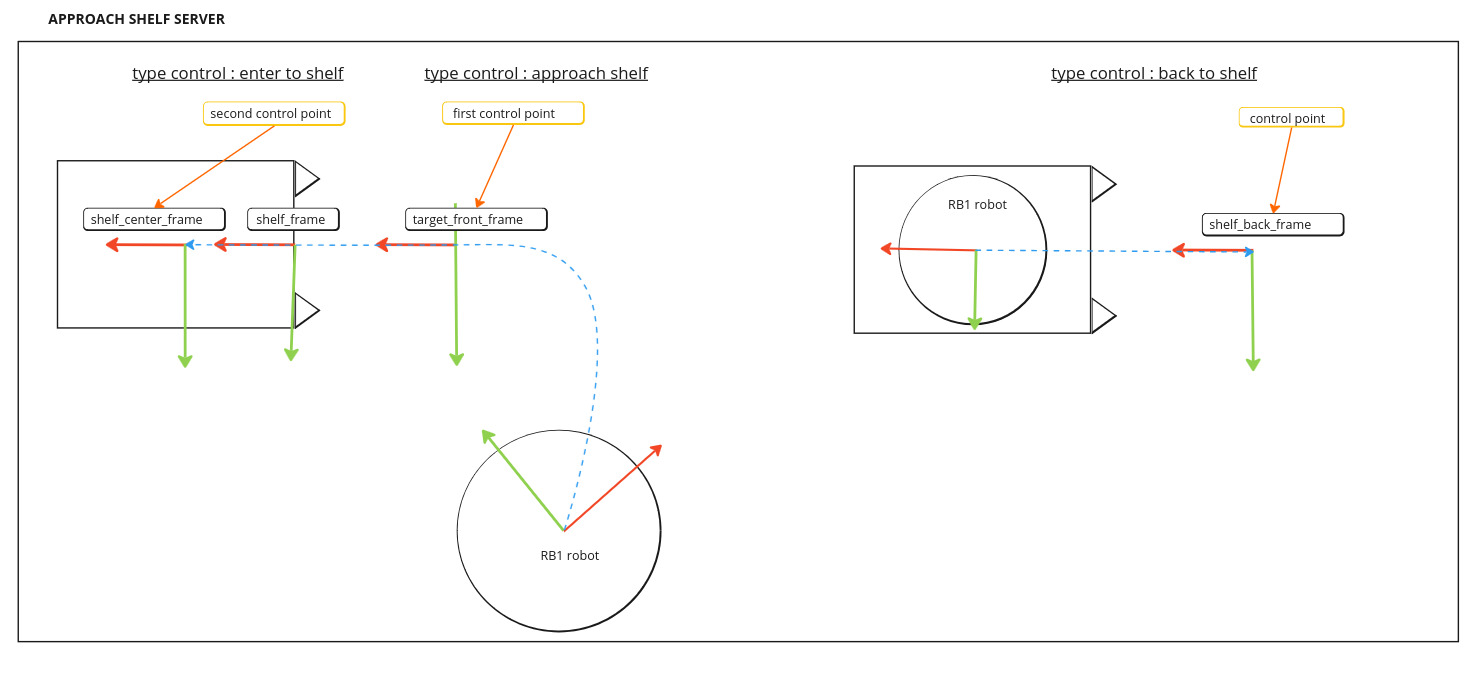 APPROACH SHELF SERVER
type control : enter to shelf
type control : approach shelf
type control : back to shelf
second control point
first control point
control point
shelf_center_frame
shelf_frame
target_front_frame
RB1 robot
shelf_back_frame
RB1 robot